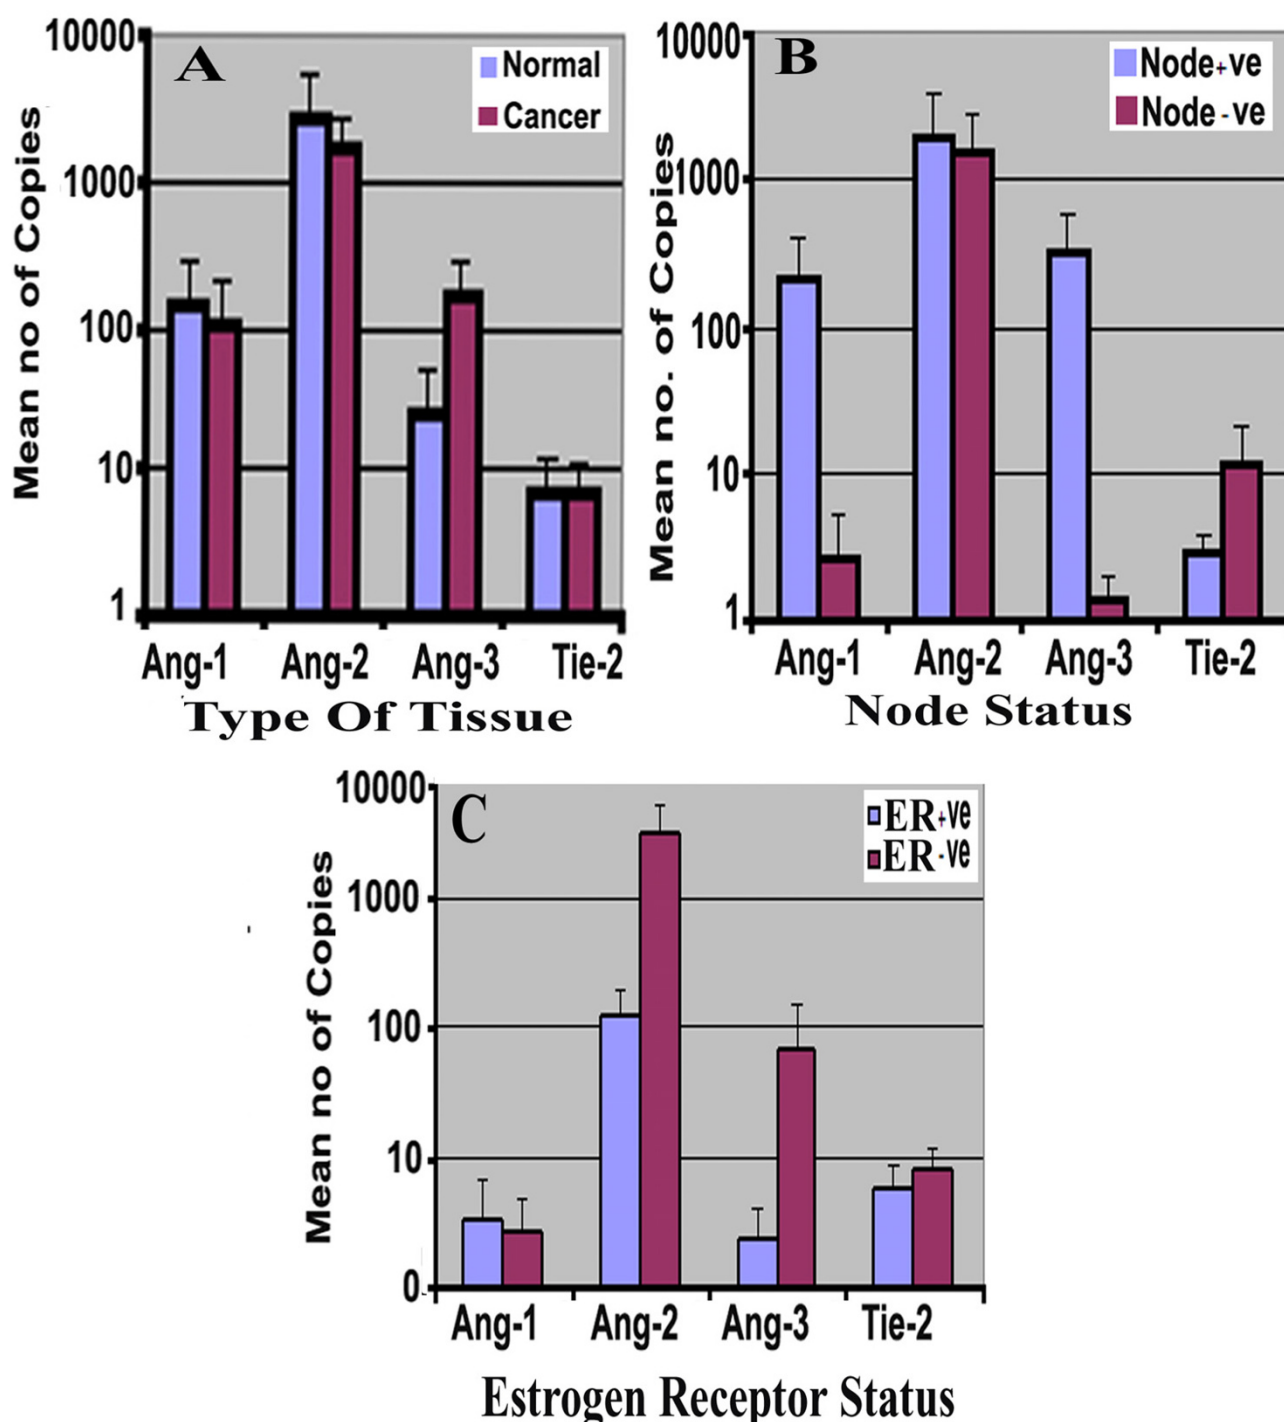 A
Normal
Cancer
10000
1000
100
10
1
Mean no of Copies
Ang-1 Ang-2 Ang-3 Tie-2
Type Of Tissue
B
Node+ve
Node-ve
10000
1000
100
10
1
Mean no. of Copies
Ang-1 Ang-2 Ang-3 Tie-2
Node Status
C
ER+ve
ER-ve
10000
1000
100
10
0
Mean no of Copies
Ang-1 Ang-2 Ang-3 Tie-2
Estrogen Receptor Status